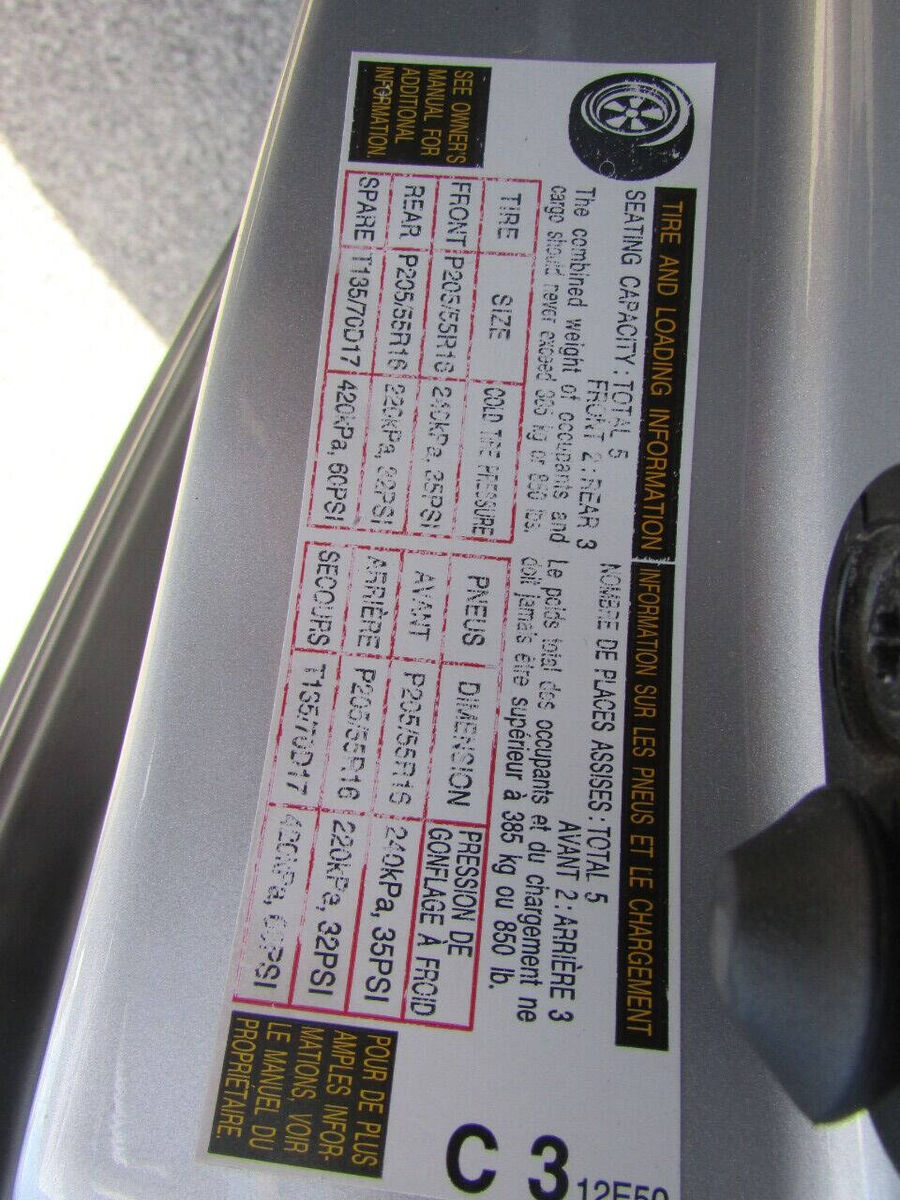 TIRE AND LOADING INFORMATION
SEATING CAPACITY : TOTAL 5
FRONT 2 : REAR 3
The combined weight of occupants and
cargo should never exceed 385 kg or 850 lbs.
TIRE SIZE COLD TIRE PRESSURE
FRONT P205/55R16 240kPa, 35PSI
REAR P205/55R16 220kPa, 32PSI
SPARE T135/70D17 420kPa, 60PSI
SEE OWNER'S
MANUAL FOR
ADDITIONAL
INFORMATION.
INFORMATION SUR LES PNEUS ET LE CHARGEMENT
NOMBRE DE PLACES ASSISES : TOTAL 5
AVANT 2 : ARRIÈRE 3
Le poids total des occupants et du chargement ne
doit jamais être supérieur à 385 kg ou 850 lb.
PNEUS DIMENSION PRESSION DE
GONFLAGE À FROID
AVANT P205/55R16 240kPa, 35PSI
ARRIÈRE P205/55R16 220kPa, 32PSI
SECOURS T135/70D17 420kPa, 60PSI
POUR DE PLUS
AMPLES INFOR-
MATIONS, VOIR
LE MANUEL DU
PROPRIÉTAIRE.
C 3